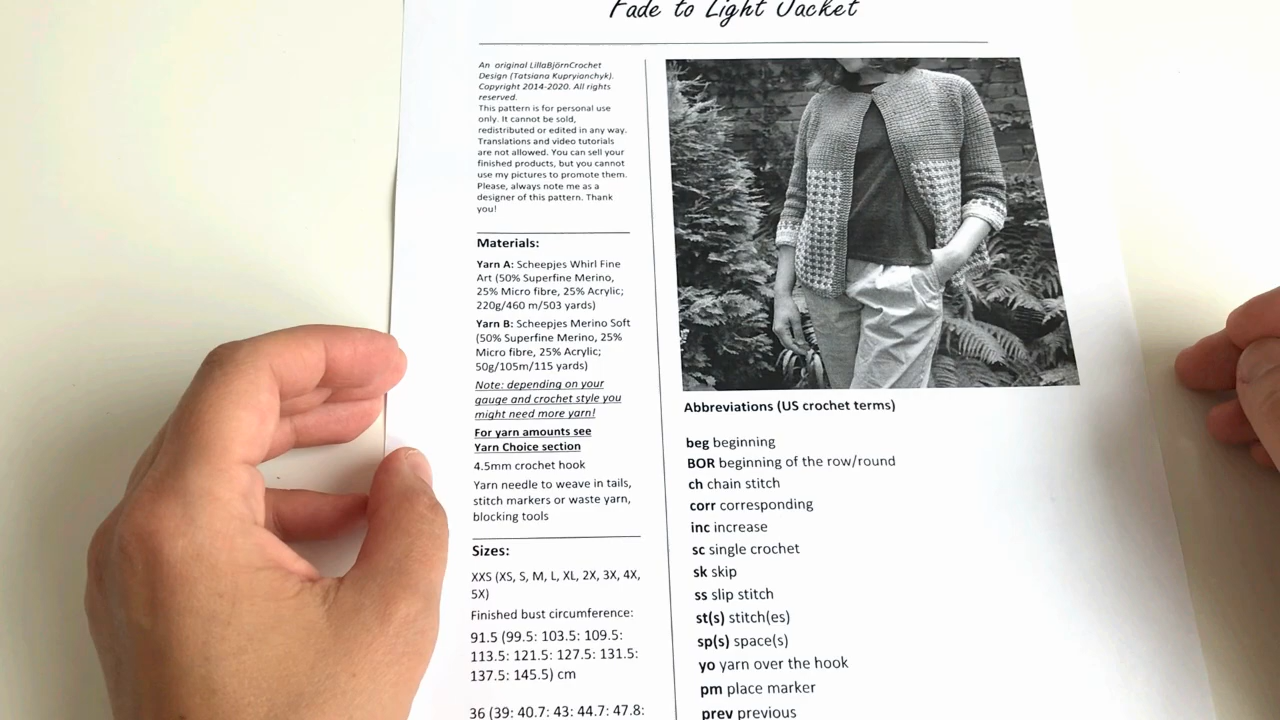 Fade to Light Jacket
An original LillaBjörnCrochet
Design (Tatsiana Kupryianchyk).
Copyright 2014-2020. All rights
reserved.
This pattern is for personal use
only. It cannot be sold,
redistributed or edited in any way.
Translations and video tutorials
are not allowed. You can sell your
finished products, but you cannot
use my pictures to promote them.
Please, always note me as a
designer of this pattern. Thank
you!
Materials:
Yarn A: Scheepjes Whirl Fine
Art (50% Superfine Merino,
25% Micro fibre, 25% Acrylic;
220g/460 m/503 yards)
Yarn B: Scheepjes Merino Soft
(50% Superfine Merino, 25%
Micro fibre, 25% Acrylic;
50g/105m/115 yards)
Note: depending on your
gauge and crochet style you
might need more yarn!
For yarn amounts see
Yarn Choice section
4.5mm crochet hook
Yarn needle to weave in tails,
stitch markers or waste yarn,
blocking tools
Sizes:
XXS (XS, S, M, L, XL, 2X, 3X, 4X,
5X)
Finished bust circumference:
91.5 (99.5: 103.5: 109.5:
113.5: 121.5: 127.5: 131.5:
137.5: 145.5) cm
36 (39: 40.7: 43: 44.7: 47.8:
Abbreviations (US crochet terms)
beg beginning
BOR beginning of the row/round
ch chain stitch
corr corresponding
inc increase
sc single crochet
sk skip
ss slip stitch
st(s) stitch(es)
sp(s) space(s)
yo yarn over the hook
pm place marker
prev previous